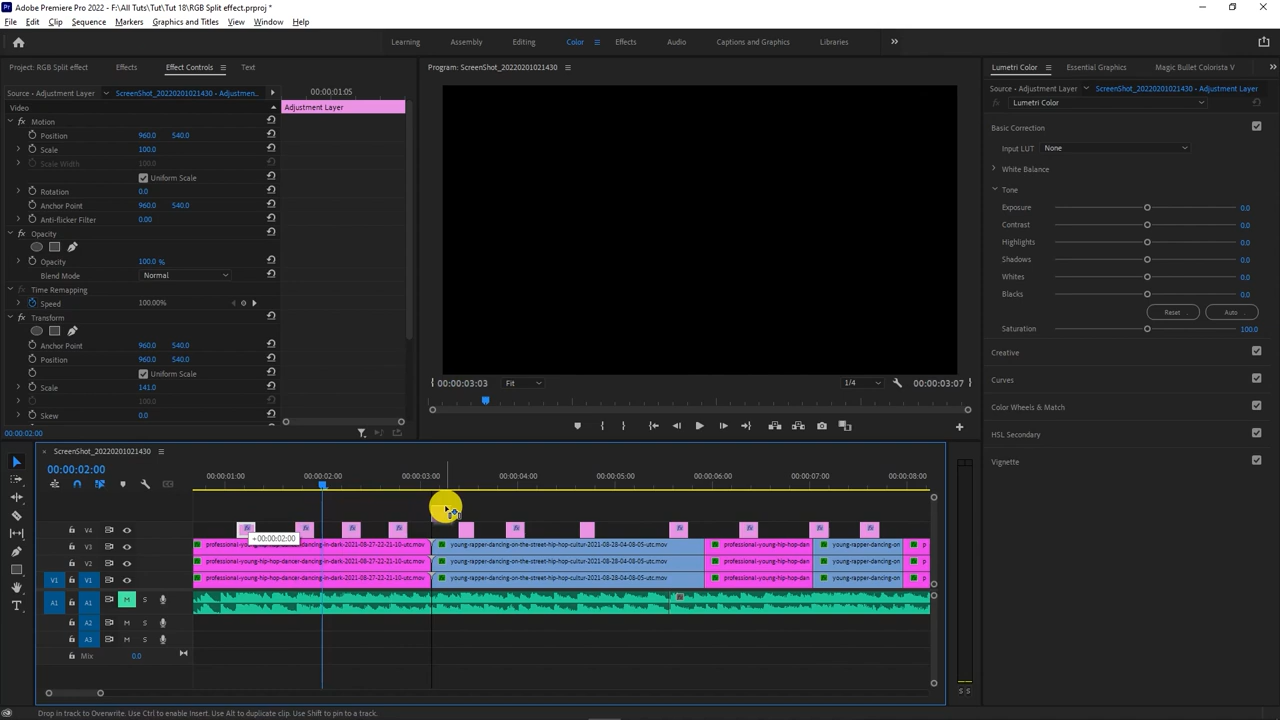 Adobe Premiere Pro 2022 - F:\All Tuts\Tut\Tut 18\RGB Split effect.prproj *
File Edit Clip Sequence Markers Graphics and Titles View Window Help
Learning Assembly Editing Color Effects Audio Captions and Graphics Libraries
Project: RGB Split effect Effects Effect Controls Text
Source - Adjustment Layer ScreenShot_20220201021430 - Adjustmen...
00:00:01:05
Video
Adjustment Layer
fx Motion
Position 960.0 540.0
Scale 100.0
Scale Width 100.0
Uniform Scale
Rotation 0.0
Anchor Point 960.0 540.0
Anti-flicker Filter 0.00
fx Opacity
Opacity 100.0 %
Blend Mode Normal
Time Remapping
Speed 100.00%
fx Transform
Anchor Point 960.0 540.0
Position 960.0 540.0
Uniform Scale
Scale 141.0
100.0
Skew 0.0
00:00:02:00
Program: ScreenShot_20220201021430
00:00:03:03 Fit 1/4 00:00:03:07
Lumetri Color Essential Graphics Magic Bullet Colorista V
Source - Adjustment Layer ScreenShot_20220201021430 - Adjustment Layer
fx Lumetri Color
Basic Correction
Input LUT None
White Balance
Tone
Exposure 0.0
Contrast 0.0
Highlights 0.0
Shadows 0.0
Whites 0.0
Blacks 0.0
Reset Auto
Saturation 100.0
Creative
Curves
Color Wheels & Match
HSL Secondary
Vignette
ScreenShot_20220201021430
00:00:02:00
00:00:01:00 00:00:02:00 00:00:03:00 00:00:04:00 00:00:05:00 00:00:06:00 00:00:07:00 00:00:08:00
V4
+00:00:02:00
V3 professional-young-hip-hop-dancer-dancing-in-dark-2021-08-27-22-21-10-utc.mov young-rapper-dancing-on-the-street-hip-hop-cultur-2021-08-28-04-08-05-utc.mov professional-young-hip-hop-dan young-rapper-dancing-on p
V2 professional-young-hip-hop-dancer-dancing-in-dark-2021-08-27-22-21-10-utc.mov young-rapper-dancing-on-the-street-hip-hop-cultur-2021-08-28-04-08-05-utc.mov professional-young-hip-hop-dan young-rapper-dancing-on p
V1 V1 professional-young-hip-hop-dancer-dancing-in-dark-2021-08-27-22-21-10-utc.mov young-rapper-dancing-on-the-street-hip-hop-cultur-2021-08-28-04-08-05-utc.mov professional-young-hip-hop-dan young-rapper-dancing-on p
A1 A1 M S
A2 M S
A3 M S
Mix 0.0
S S
Drop in track to Overwrite. Use Ctrl to enable Insert. Use Alt to duplicate clip. Use Shift to pin to a track.